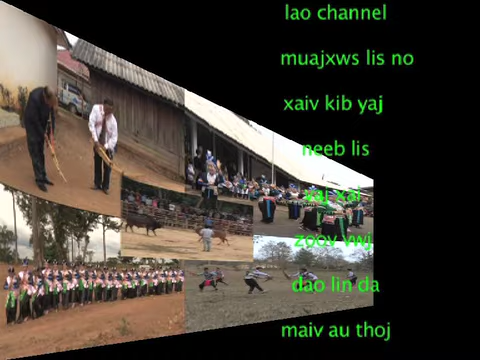 lao channel
muajxws lis no
xaiv kib yaj
neeb lis
yaj xai
zoov vwj
dao lin da
maiv au thoj